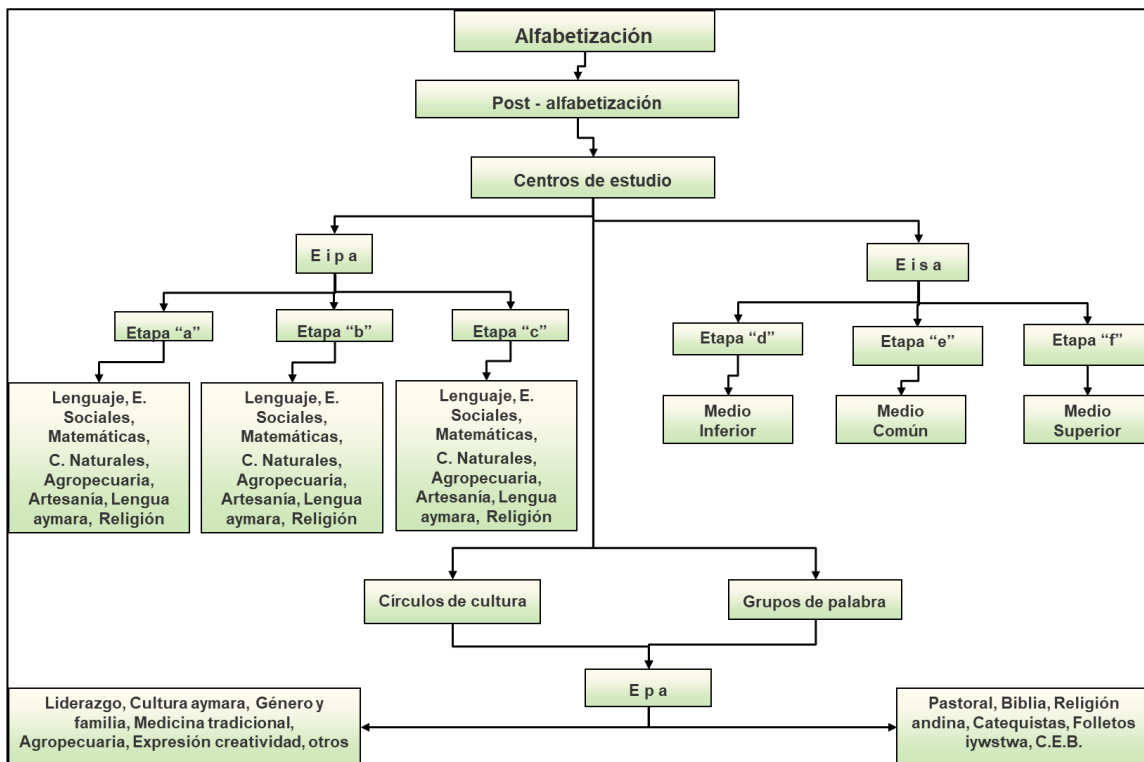 Alfabetización
Post - alfabetización
Centros de estudio
E i p a
E i s a
Etapa “a”
Etapa “b”
Etapa “c”
Etapa “d”
Etapa “e”
Etapa “f”
Lenguaje, E.
Sociales,
Matemáticas,
C. Naturales,
Agropecuaria,
Artesanía, Lengua
aymara, Religión
Lenguaje, E.
Sociales,
Matemáticas,
C. Naturales,
Agropecuaria,
Artesanía, Lengua
aymara, Religión
Lenguaje, E.
Sociales,
Matemáticas,
C. Naturales,
Agropecuaria,
Artesanía, Lengua
aymara, Religión
Medio
Inferior
Medio
Común
Medio
Superior
Círculos de cultura
Grupos de palabra
E p a
Liderazgo, Cultura aymara, Género y
familia, Medicina tradicional,
Agropecuaria, Expresión creatividad, otros
Pastoral, Biblia, Religión
andina, Catequistas, Folletos
iywstwa, C.E.B.